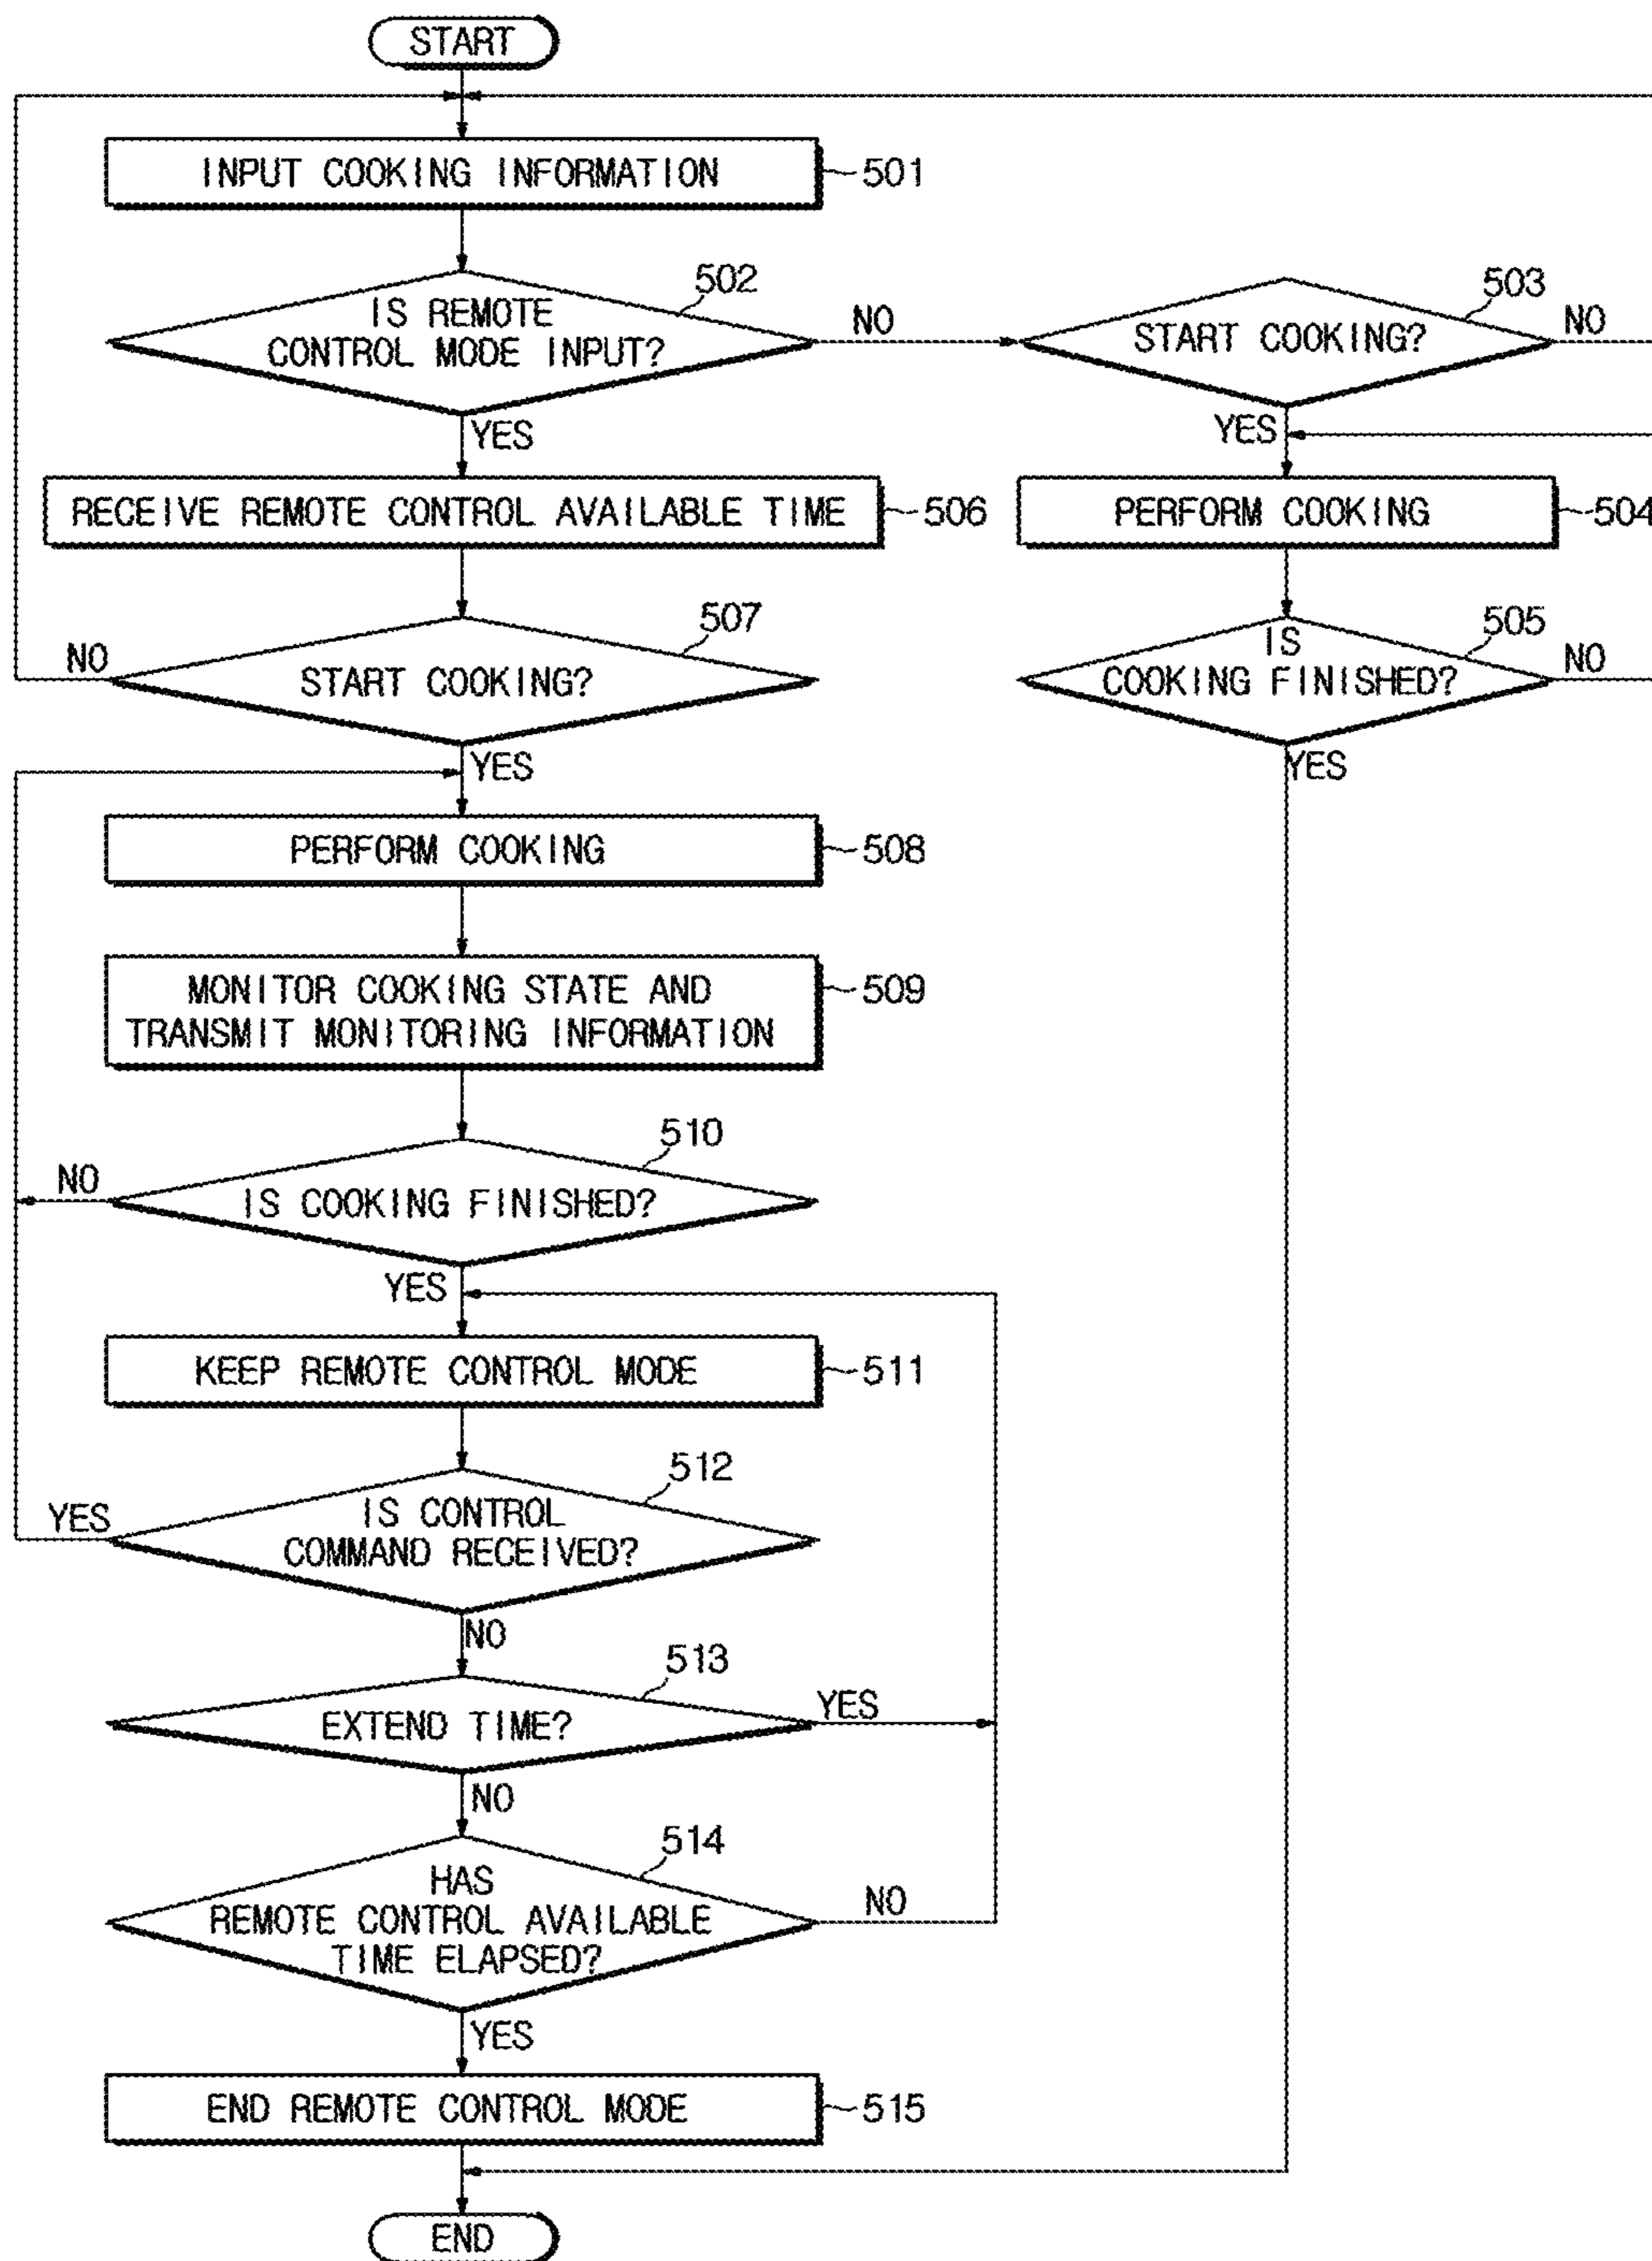 START
INPUT COOKING INFORMATION
501
IS REMOTE
CONTROL MODE INPUT?
502
NO
YES
START COOKING?
503
NO
YES
RECEIVE REMOTE CONTROL AVAILABLE TIME
506
PERFORM COOKING
504
START COOKING?
507
NO
YES
IS
COOKING FINISHED?
505
NO
YES
PERFORM COOKING
508
MONITOR COOKING STATE AND
TRANSMIT MONITORING INFORMATION
509
IS COOKING FINISHED?
510
NO
YES
KEEP REMOTE CONTROL MODE
511
IS CONTROL
COMMAND RECEIVED?
512
YES
NO
EXTEND TIME?
513
YES
NO
HAS
REMOTE CONTROL AVAILABLE
TIME ELAPSED?
514
NO
YES
END REMOTE CONTROL MODE
515
END